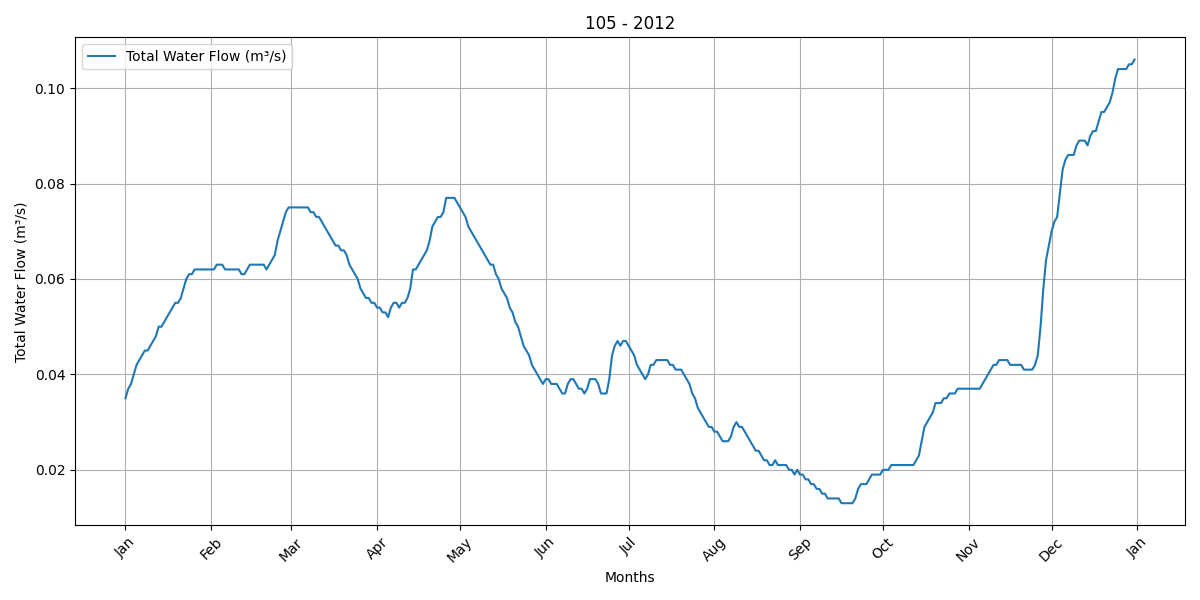 105 - 2012
Total Water Flow (m³/s)
Total Water Flow (m³/s)
0.10
0.08
0.06
0.04
0.02
Jan Feb Mar Apr May Jun Jul Aug Sep Oct Nov Dec Jan
Months